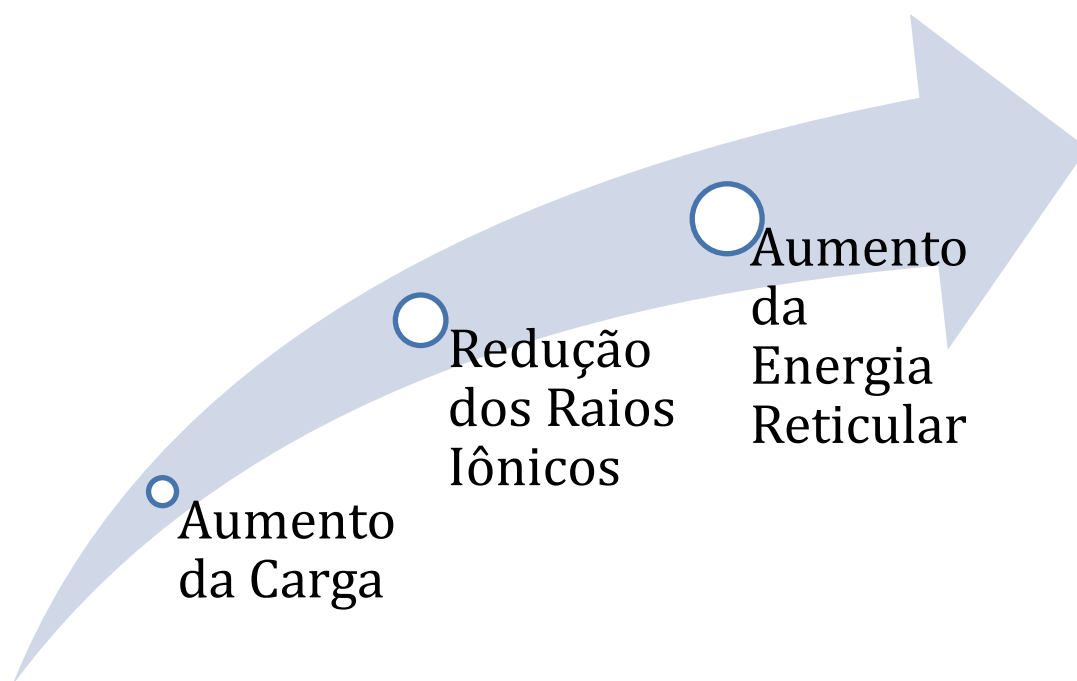 Aumento
da Carga
Redução
dos Raios
Iônicos
Aumento
da
Energia
Reticular